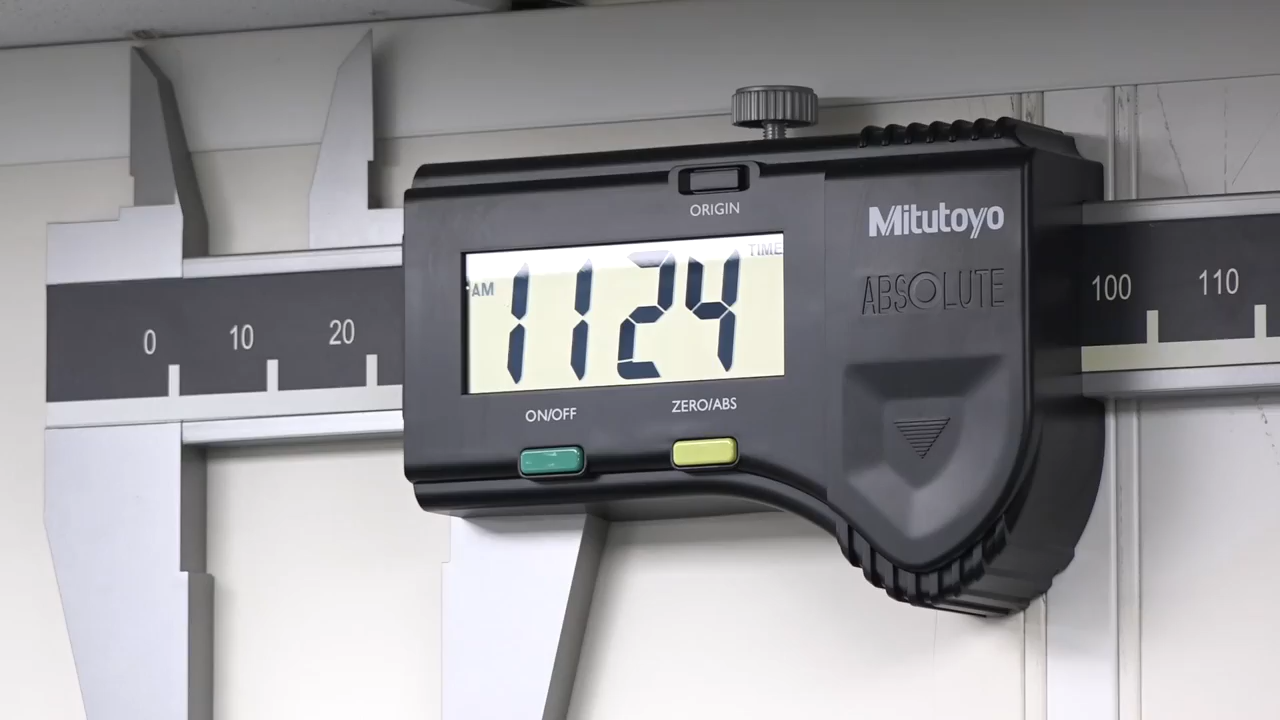 ORIGIN
Mitutoyo
ABSOLUTE
TIME
AM
1124
0 10 20
100 110
ON/OFF
ZERO/ABS